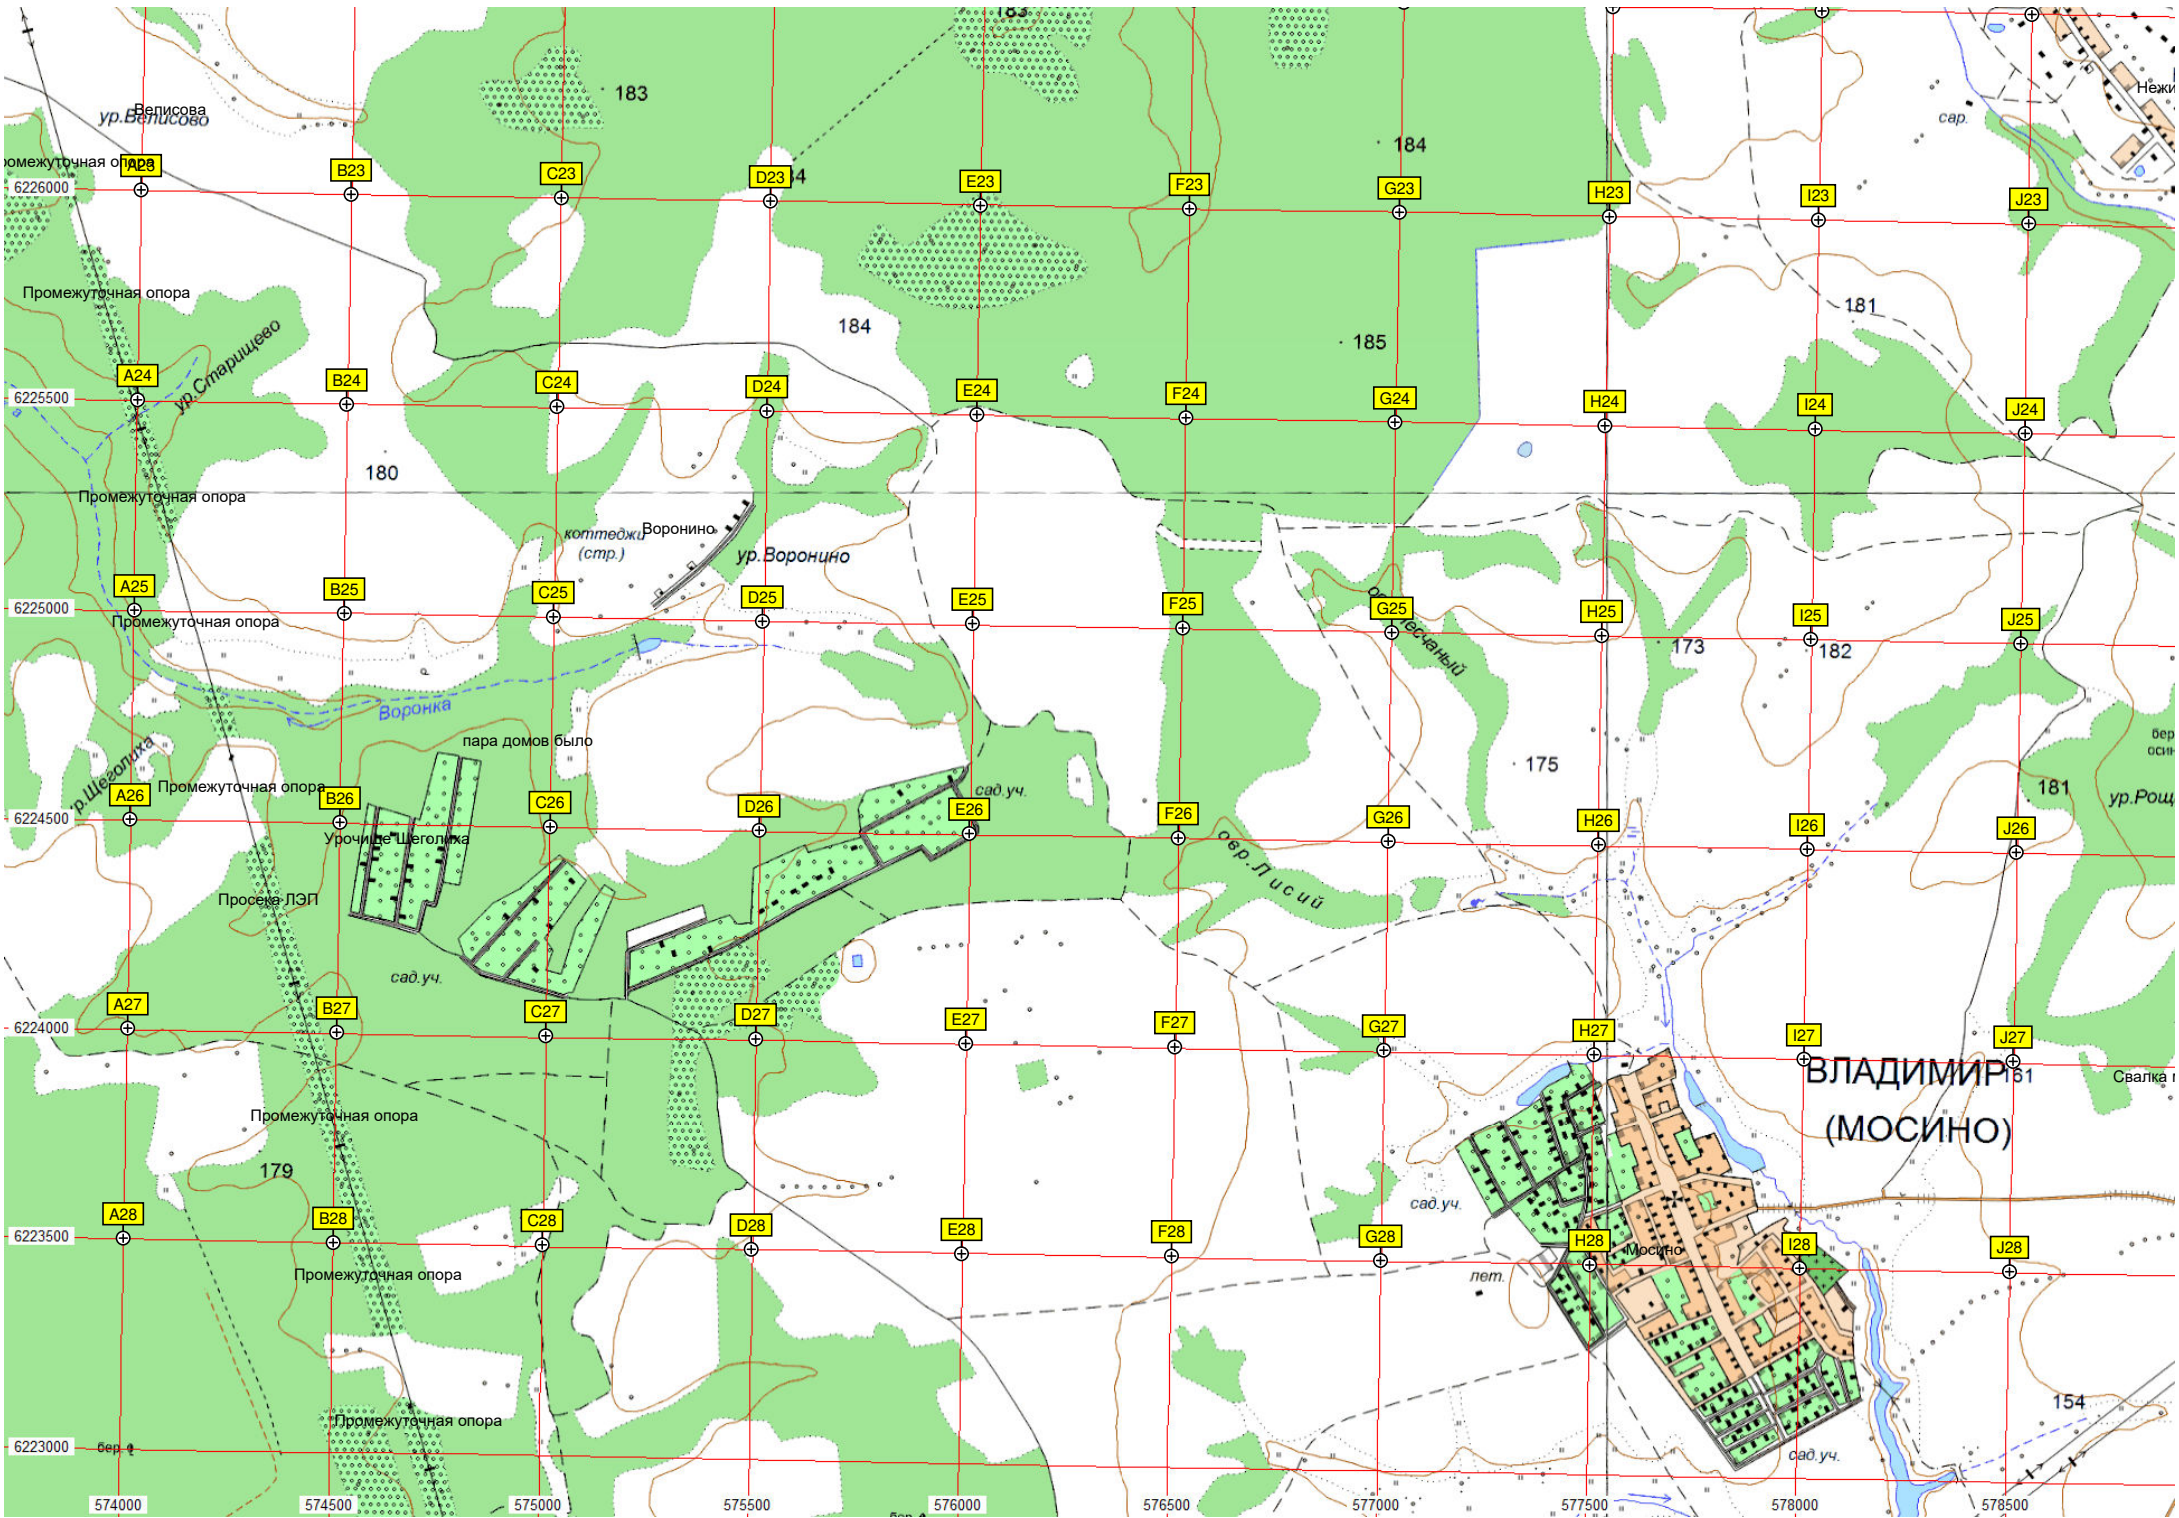 183
183
Велисова
ур.Велисово
184
сар.
Нежи
ромежуточная опора
A23
B23
C23
D23
E23
F23
G23
H23
I23
J23
6226000
Промежуточная опора
ур.Старищево
184
185
181
A24
B24
C24
D24
E24
F24
G24
H24
I24
J24
6225500
180
Промежуточная опора
коттеджи
(стр.)
Воронино
ур.Воронино
A25
B25
C25
D25
E25
F25
G25
H25
I25
J25
6225000
Промежуточная опора
173
182
Воронка
пара домов было
р.Щеголиха
175
181
бер
осин
ур.Рощ
Промежуточная опора
сад.уч.
A26
B26
C26
D26
E26
F26
G26
H26
I26
J26
6224500
Урочище Щеголиха
овр.Лисий
Просека ЛЭП
сад.уч.
A27
B27
C27
D27
E27
F27
G27
H27
I27
J27
6224000
ВЛАДИМИР
161
(МОСИНО)
Свалка
Промежуточная опора
179
сад.уч.
A28
B28
C28
D28
E28
F28
G28
H28
I28
J28
6223500
Мосино
лет.
Промежуточная опора
154
Промежуточная опора
6223000
бер.
сад.уч.
574000
574500
575000
575500
576000
576500
577000
577500
578000
578500